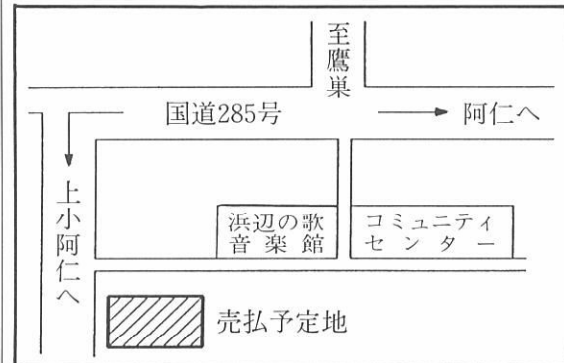 至鷹巣
国道285号
阿仁へ
上小阿仁へ
浜辺の歌
音楽館
コミュニティ
センター
売払予定地